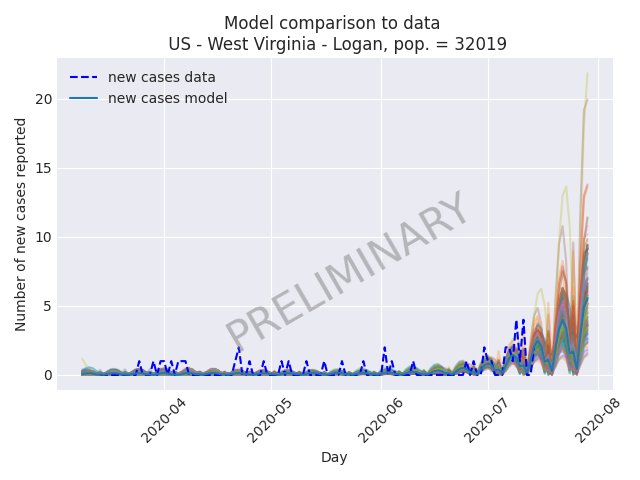 Model comparison to data
US - West Virginia - Logan, pop. = 32019
new cases data
new cases model
Number of new cases reported
20
15
10
5
0
PRELIMINARY
2020-04
2020-05
2020-06
2020-07
2020-08
Day